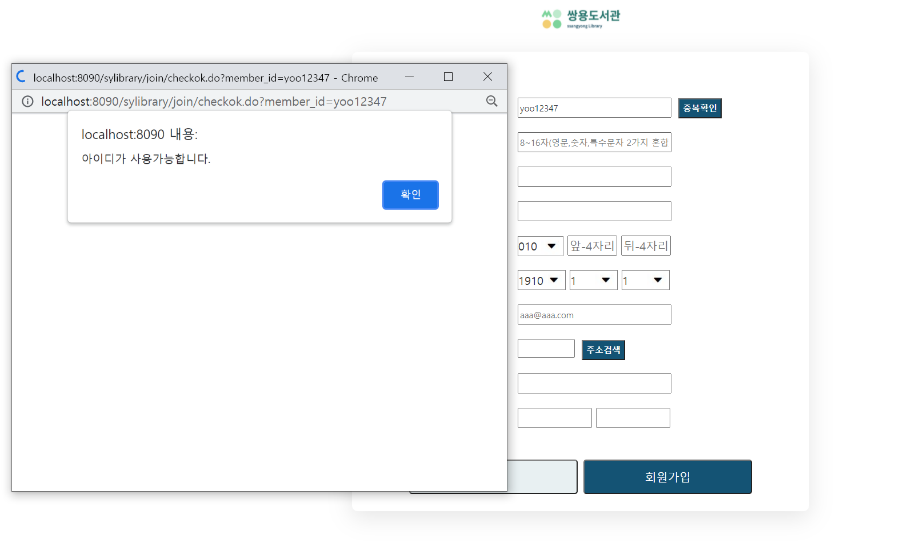 쌍용도서관
ssangyong Library
localhost:8090/sylibrary/join/checkok.do?member_id=yoo12347 - Chrome
localhost:8090/sylibrary/join/checkok.do?member_id=yoo12347
localhost:8090 내용:
아이디가 사용가능합니다.
확인
yoo12347
중복확인
8~16자(영문,숫자,특수문자 2가지 혼합
010 앞-4자리 뒤-4자리
1910 1 1
aaa@aaa.com
주소검색
회원가입